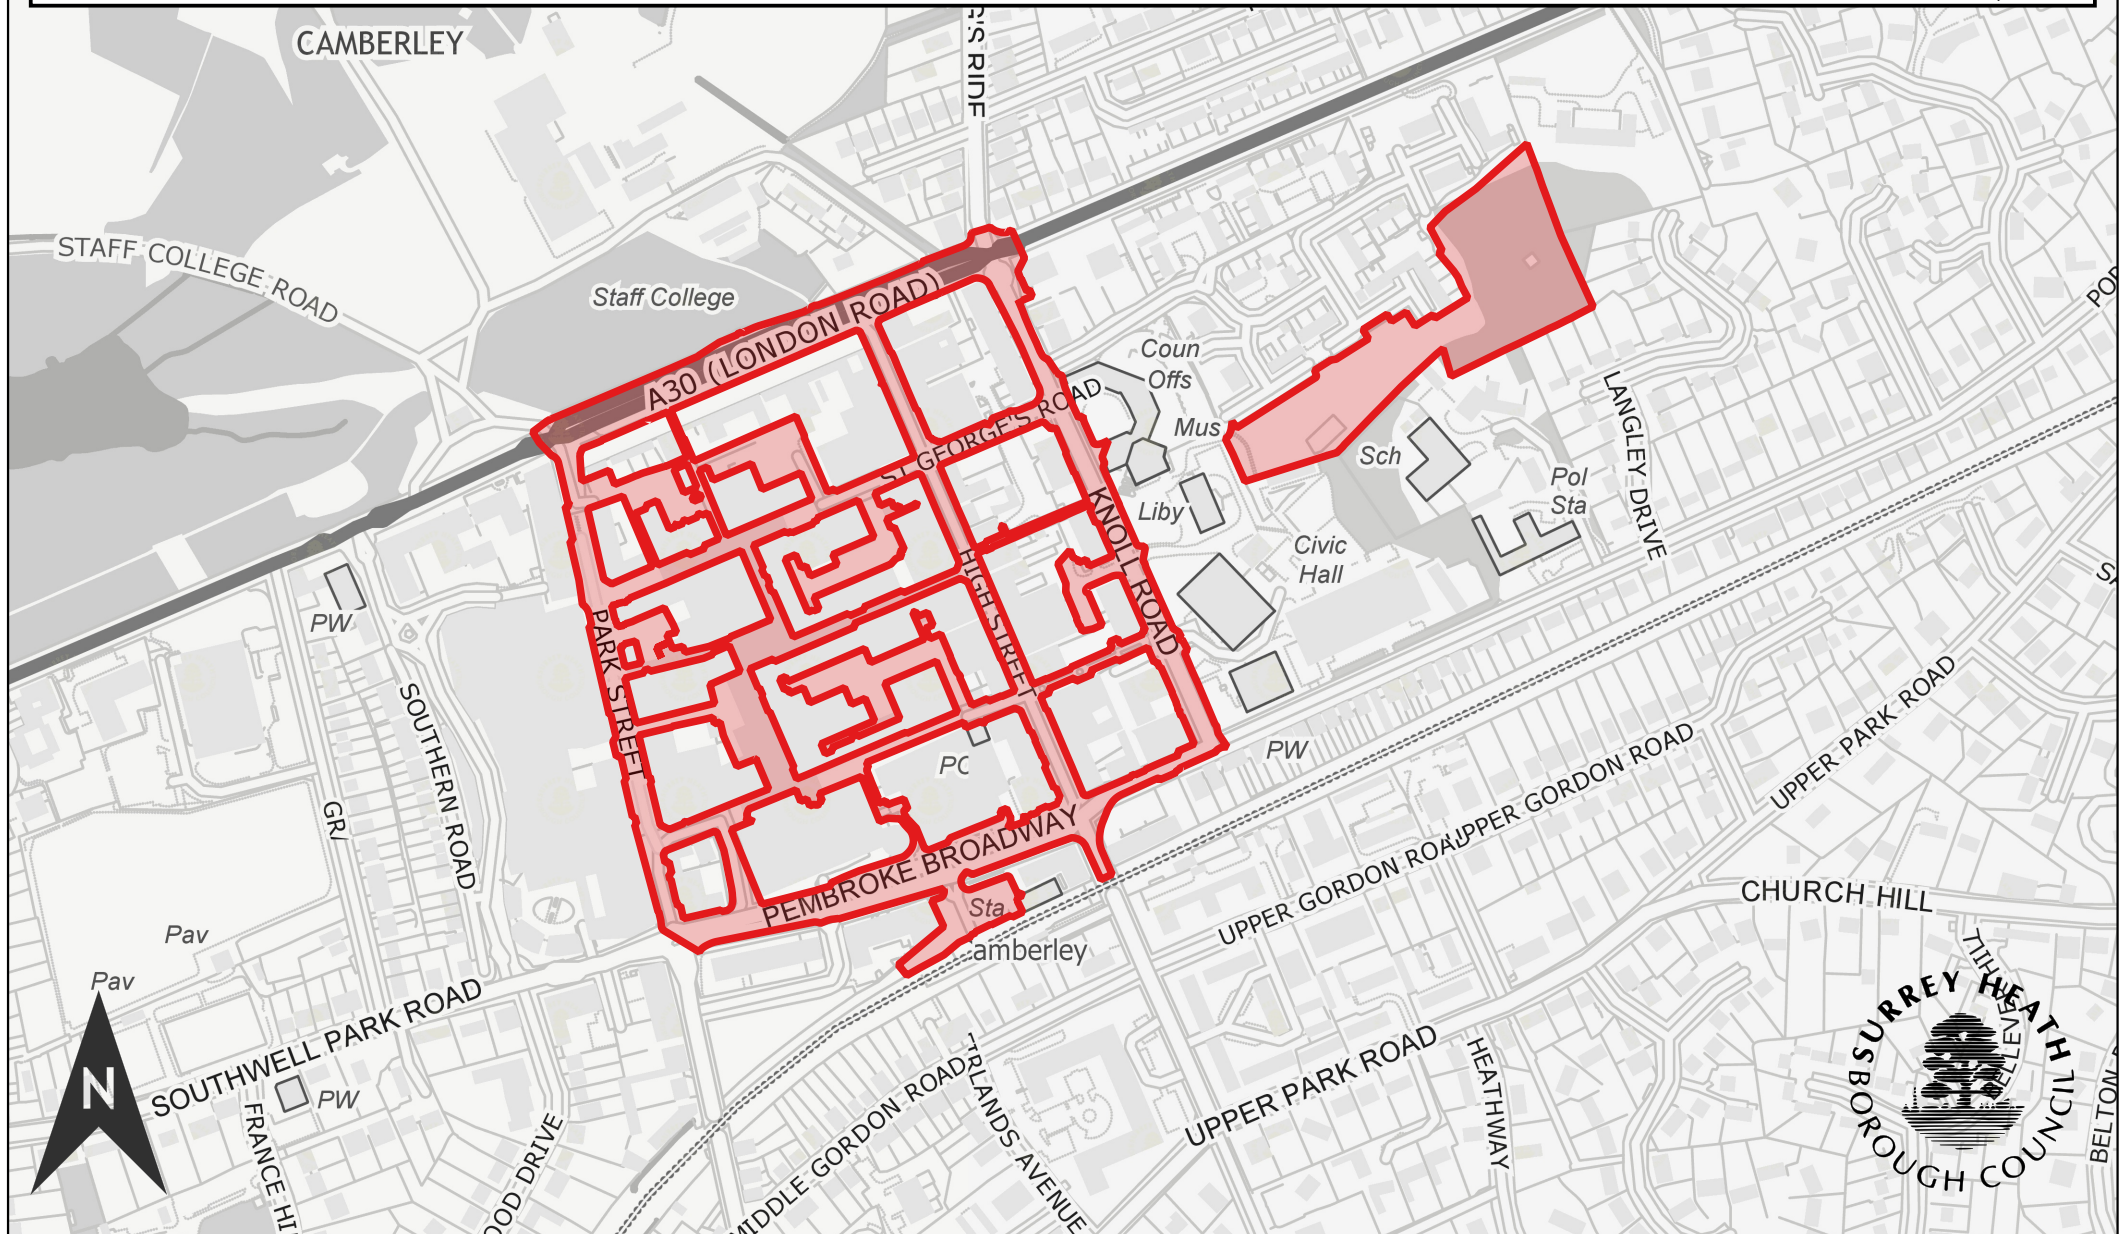 CAMBERLEY
STAFF COLLEGE ROAD
Staff College
A30 (LONDON ROAD)
Coun
Offs
ST. GEORGE'S ROAD
Mus
Sch
Pol
Sta
LANGLEY DRIVE
Liby
KNOLL ROAD
Civic
Hall
HIGH STREET
PW
PARK STREET
SOUTHERN ROAD
PW
UPPER PARK ROAD
UPPER GORDON ROAD
UPPER GORDON ROAD
PEMBROKE BROADWAY
CHURCH HILL
Sta
amberley
Pav
Pav
SOUTHWELL PARK ROAD
PW
N
UPPER PARK ROAD
HEATHWAY
MIDDLE GORDON ROAD
AVENUE
SURREY HEATH
BOROUGH COUNCIL